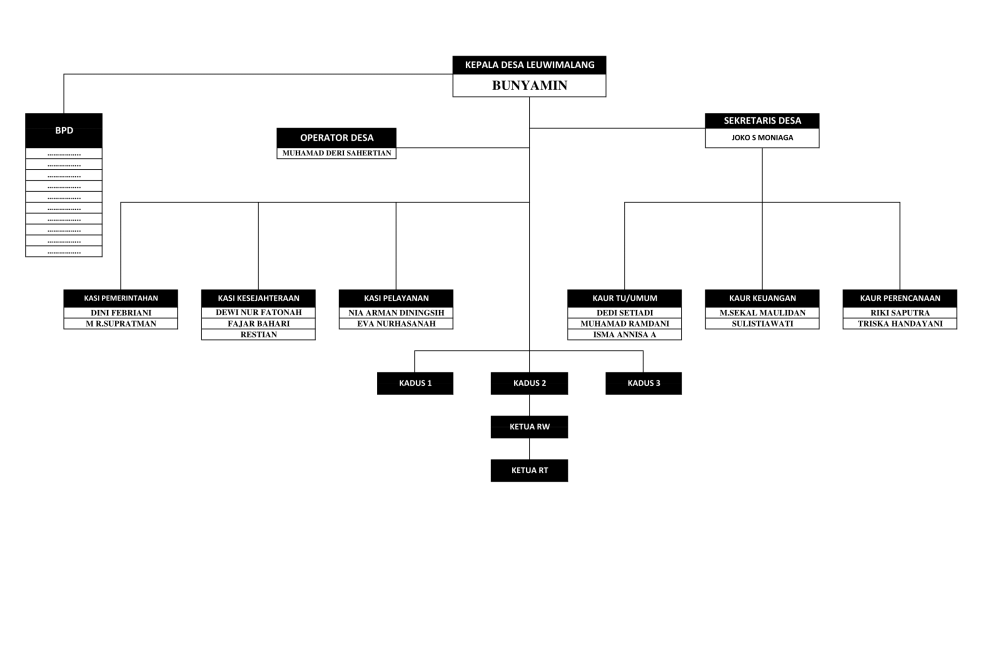 KEPALA DESA LEUWIMALANG
BUNYAMIN
BPD
................
................
................
................
................
................
................
................
................
................
OPERATOR DESA
MUHAMAD DERI SAHERTIAN
SEKRETARIS DESA
JOKO S MONIAGA
KASI PEMERINTAHAN
DINI FEBRIANI
M R.SUPRATMAN
KASI KESEJAHTERAAN
DEWI NUR FATONAH
FAJAR BAHARI
RESTIAN
KASI PELAYANAN
NIA ARMAN DININGSIH
EVA NURHASANAH
KAUR TU/UMUM
DEDI SETIADI
MUHAMAD RAMDANI
ISMA ANNISA A
KAUR KEUANGAN
M.SEKAL MAULIDAN
SULISTIAWATI
KAUR PERENCANAAN
RIKI SAPUTRA
TRISKA HANDAYANI
KADUS 1
KADUS 2
KADUS 3
KETUA RW
KETUA RT